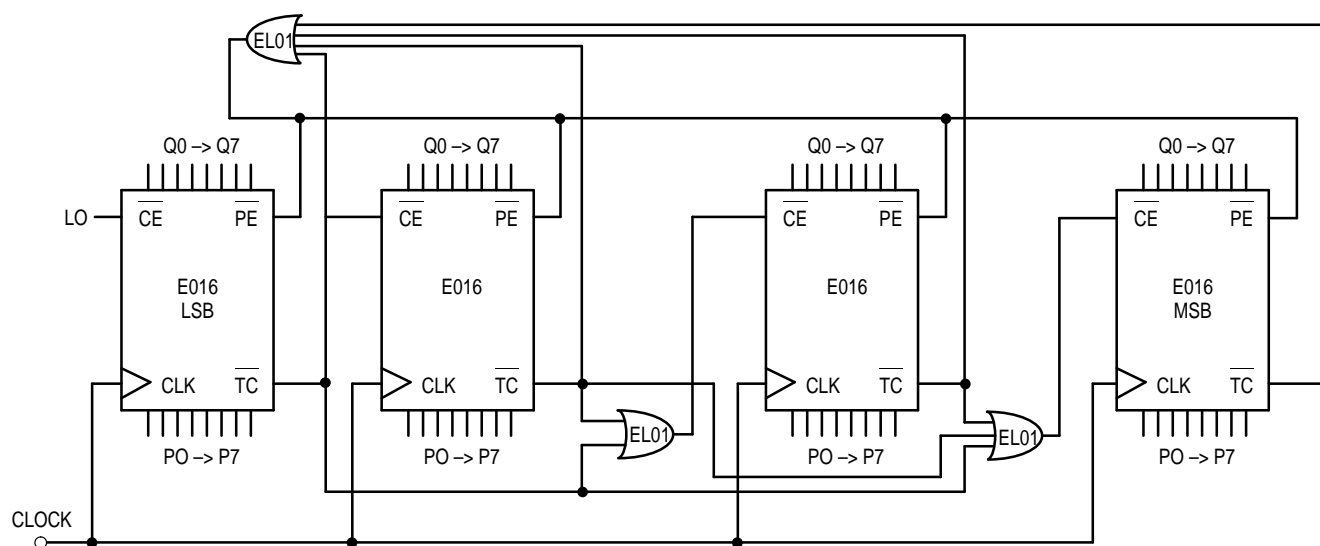 EL01
Q0 –> Q7
Q0 –> Q7
Q0 –> Q7
Q0 –> Q7
LO
CE PE
CE PE
CE PE
CE PE
E016
LSB
E016
E016
E016
MSB
CLK TC
CLK TC
CLK TC
CLK TC
EL01
EL01
PO –> P7
PO –> P7
PO –> P7
PO –> P7
CLOCK